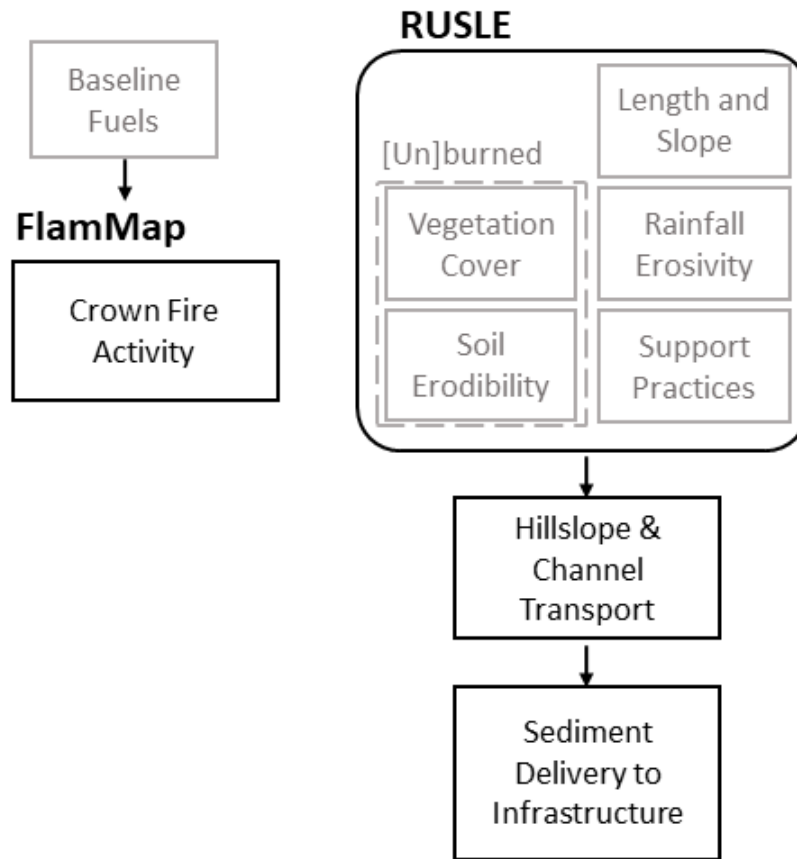 Baseline
Fuels
FlamMap
Crown Fire
Activity
RUSLE
[Un]burned
Vegetation
Cover
Soil
Erodibility
Length and
Slope
Rainfall
Erosivity
Support
Practices
Hillslope &
Channel
Transport
Sediment
Delivery to
Infrastructure